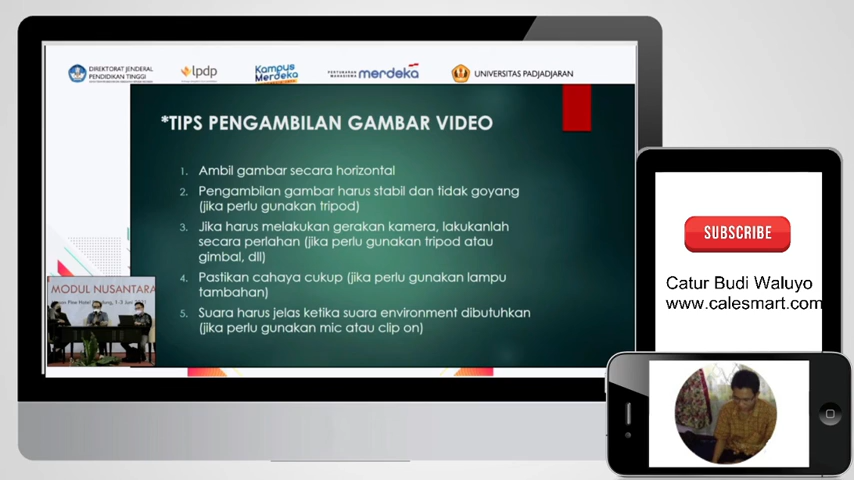 DIREKTORAT JENDERAL
PENDIDIKAN TINGGI
lpdp
Kampus
Merdeka
PERTUKARAN
MAHASISWA
merdeka
UNIVERSITAS PADJADJARAN
*TIPS PENGAMBILAN GAMBAR VIDEO
1. Ambil gambar secara horizontal
2. Pengambilan gambar harus stabil dan tidak goyang
(jika perlu gunakan tripod)
3. Jika harus melakukan gerakan kamera, lakukanlah
secara perlahan (jika perlu gunakan tripod atau
gimbal, dll)
4. Pastikan cahaya cukup (jika perlu gunakan lampu
tambahan)
5. Suara harus jelas ketika suara environment dibutuhkan
(jika perlu gunakan mic atau clip on)
MODUL NUSANTARA
SUBSCRIBE
Catur Budi Waluyo
www.calesmart.com